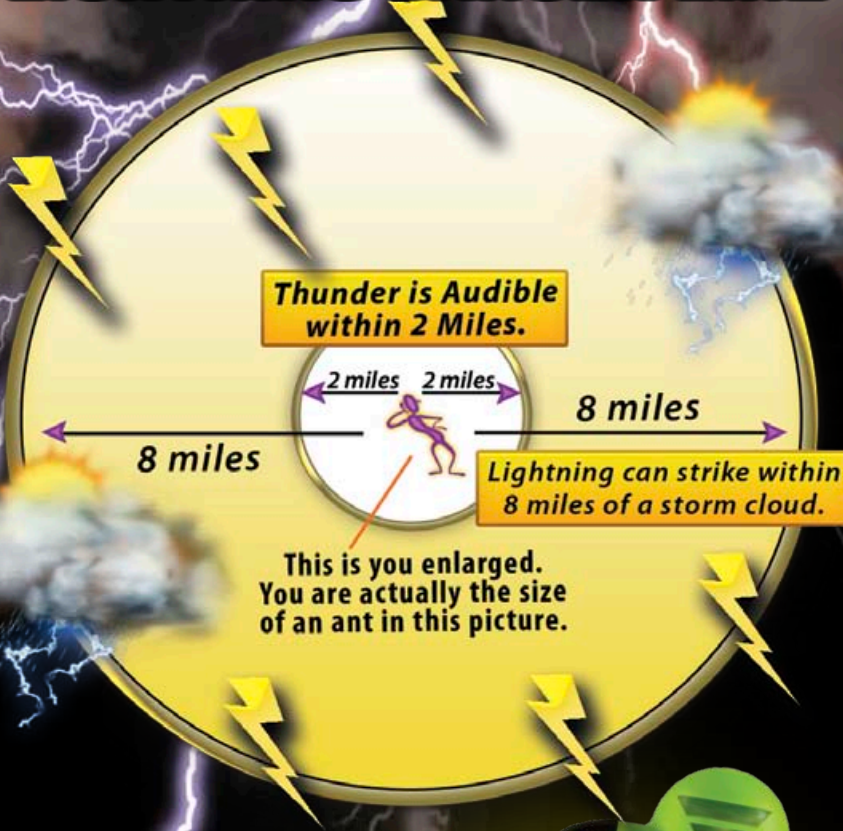 Thunder is Audible
within 2 Miles.
2 miles
2 miles
8 miles
8 miles
Lightning can strike within
8 miles of a storm cloud.
This is you enlarged.
You are actually the size
of an ant in this picture.